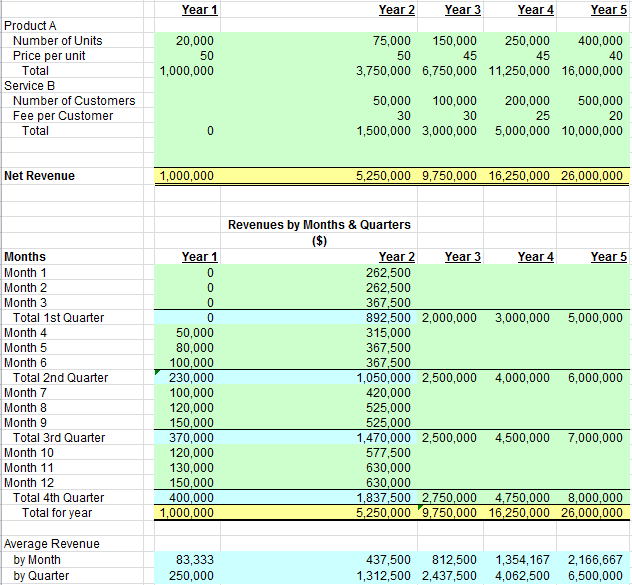 Year 1 Year 2 Year 3 Year 4 Year 5
Product A
Number of Units 20,000 75,000 150,000 250,000 400,000
Price per unit 50 50 45 45 40
Total 1,000,000 3,750,000 6,750,000 11,250,000 16,000,000
Service B
Number of Customers 50,000 100,000 200,000 500,000
Fee per Customer 30 30 25 20
Total 0 1,500,000 3,000,000 5,000,000 10,000,000
Net Revenue 1,000,000 5,250,000 9,750,000 16,250,000 26,000,000
Revenues by Months & Quarters
($)
Months Year 1 Year 2 Year 3 Year 4 Year 5
Month 1 0 262,500
Month 2 0 262,500
Month 3 0 367,500
Total 1st Quarter 0 892,500 2,000,000 3,000,000 5,000,000
Month 4 50,000 315,000
Month 5 80,000 367,500
Month 6 100,000 367,500
Total 2nd Quarter 230,000 1,050,000 2,500,000 4,000,000 6,000,000
Month 7 100,000 420,000
Month 8 120,000 525,000
Month 9 150,000 525,000
Total 3rd Quarter 370,000 1,470,000 2,500,000 4,500,000 7,000,000
Month 10 120,000 577,500
Month 11 130,000 630,000
Month 12 150,000 630,000
Total 4th Quarter 400,000 1,837,500 2,750,000 4,750,000 8,000,000
Total for year 1,000,000 5,250,000 9,750,000 16,250,000 26,000,000
Average Revenue
by Month 83,333 437,500 812,500 1,354,167 2,166,667
by Quarter 250,000 1,312,500 2,437,500 4,062,500 6,500,000